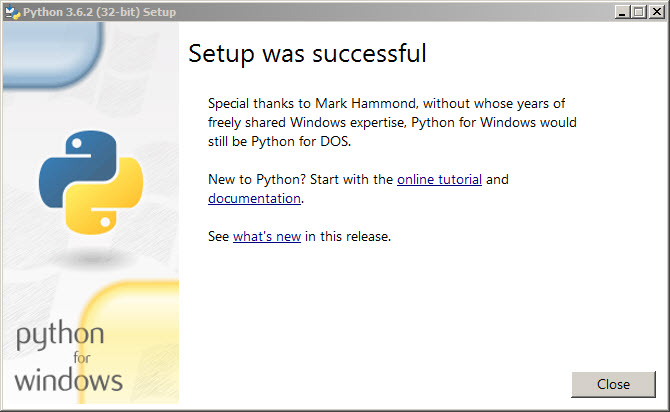 Python 3.6.2 (32-bit) Setup
Setup was successful
Special thanks to Mark Hammond, without whose years of
freely shared Windows expertise, Python for Windows would
still be Python for DOS.
New to Python? Start with the online tutorial and
documentation.
See what's new in this release.
python
for
windows
Close